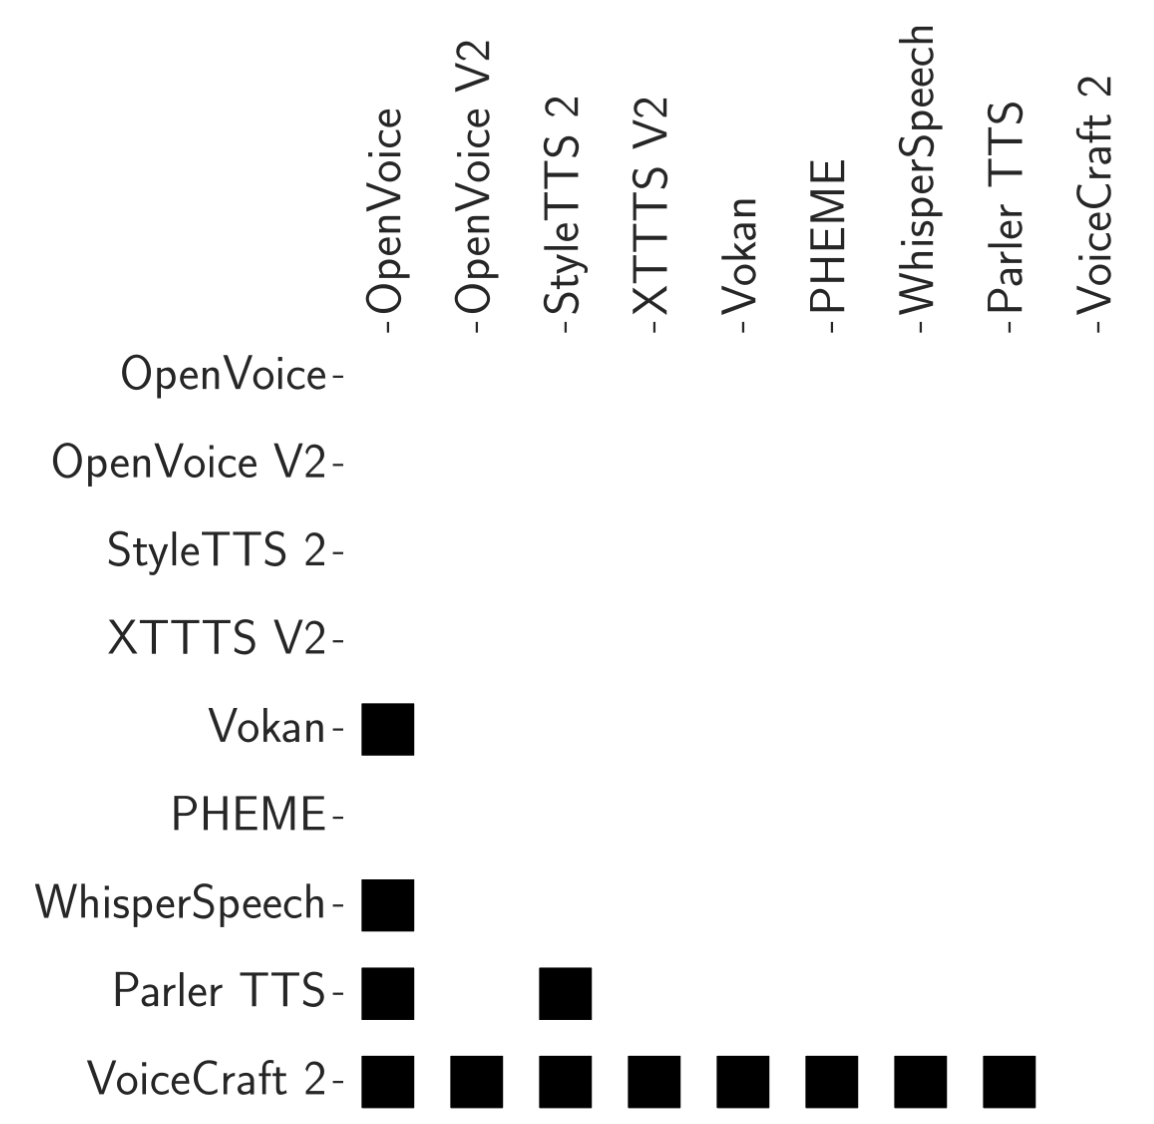 OpenVoice
OpenVoice V2
StyleTTS 2
XTTTS V2
Vokan
PHEME
WhisperSpeech
Parler TTS
VoiceCraft 2
OpenVoice
OpenVoice V2
StyleTTS 2
XTTTS V2
Vokan
PHEME
WhisperSpeech
Parler TTS
VoiceCraft 2